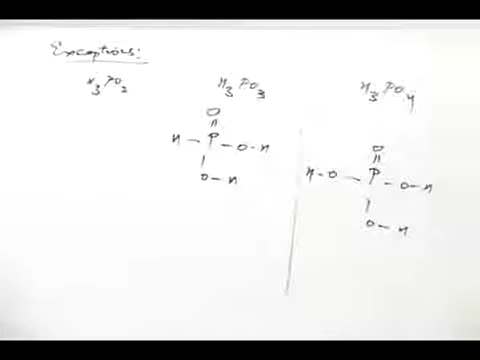 Exceptions:
H3PO2 H3PO3 H3PO4
O
H - P - O - H
O - H
O
H - O - P - O - H
O - H